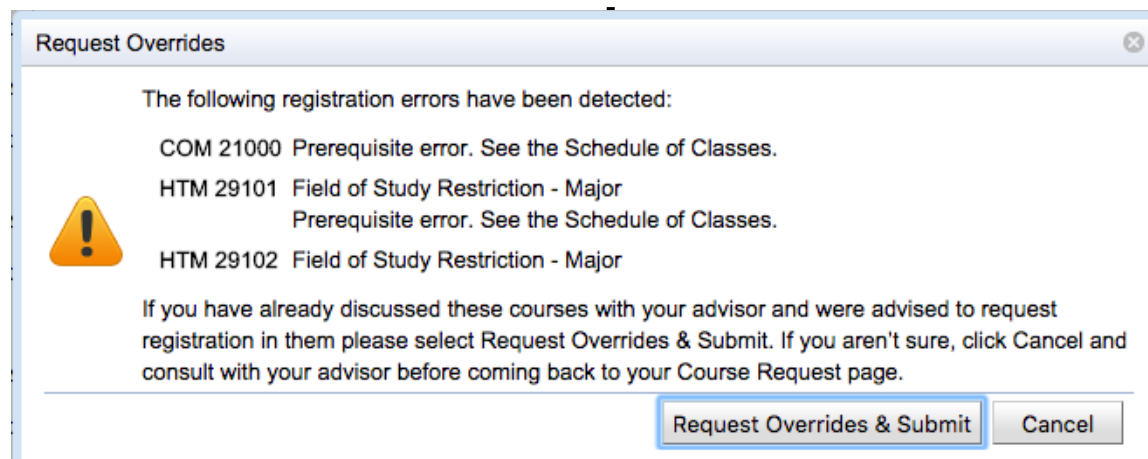 Request Overrides
The following registration errors have been detected:
COM 21000 Prerequisite error. See the Schedule of Classes.
HTM 29101 Field of Study Restriction - Major
Prerequisite error. See the Schedule of Classes.
HTM 29102 Field of Study Restriction - Major
If you have already discussed these courses with your advisor and were advised to request
registration in them please select Request Overrides & Submit. If you aren't sure, click Cancel and
consult with your advisor before coming back to your Course Request page.
Request Overrides & Submit Cancel